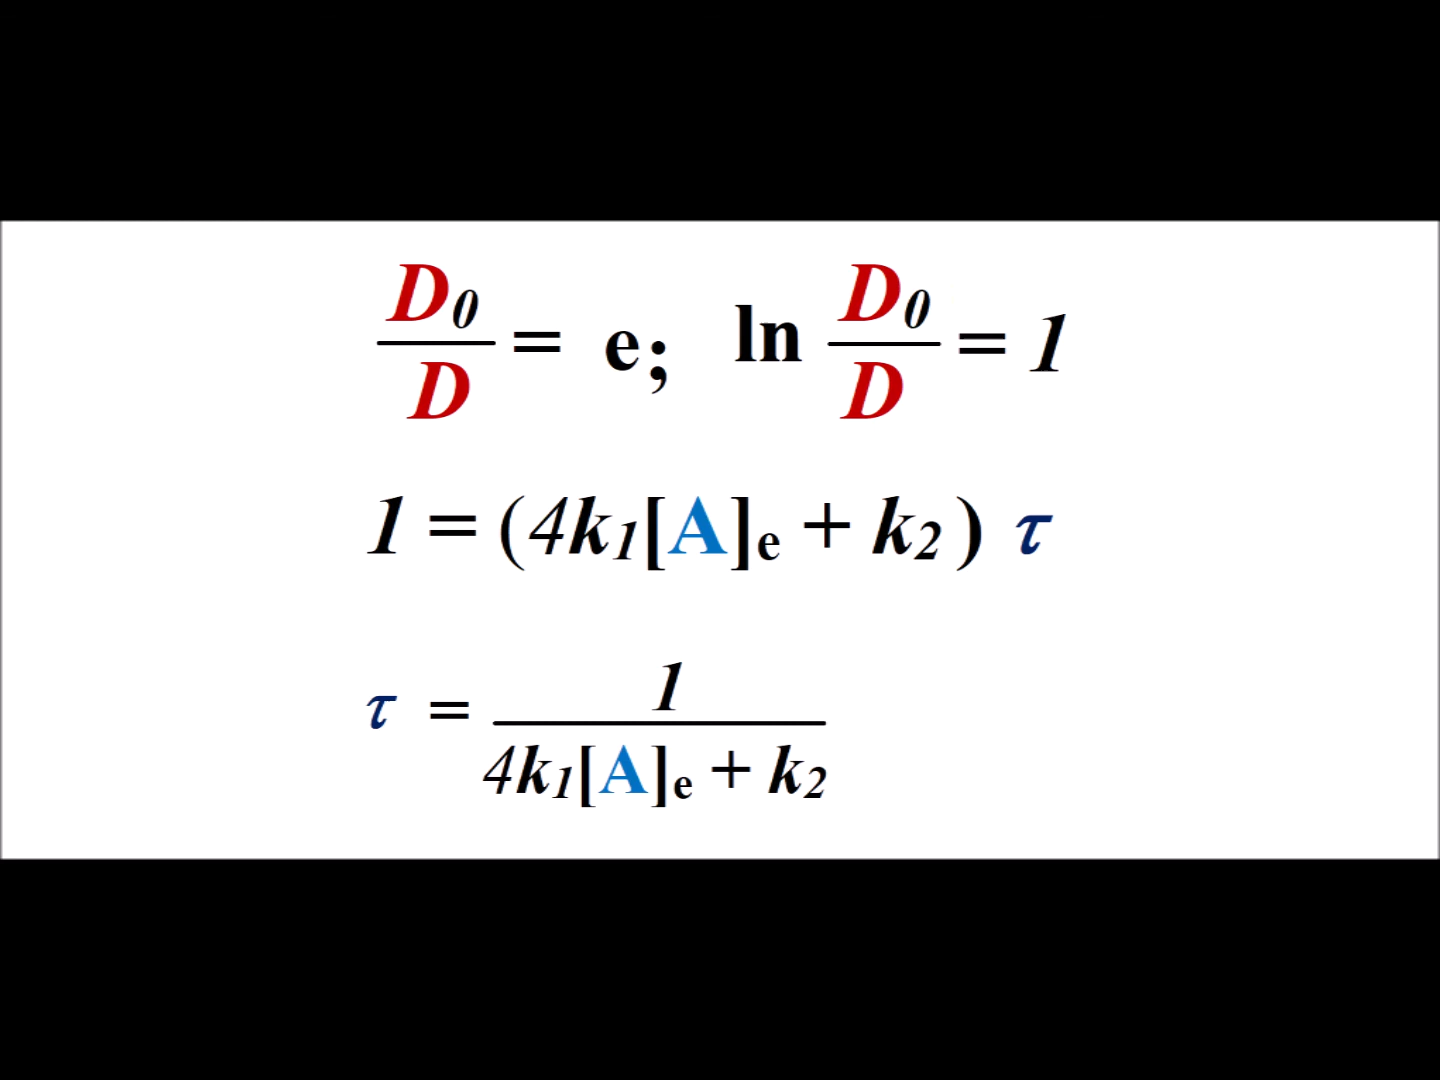 D₀/D = e; ln D₀/D = 1
1 = (4k₁[A]ₑ + k₂) τ
τ = 1/4k₁[A]ₑ + k₂